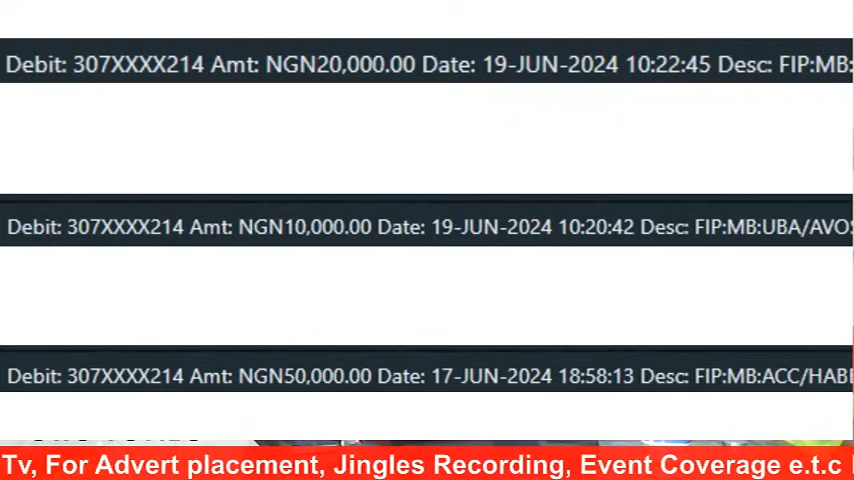 Debit: 307XXXX214 Amt: NGN20,000.00 Date: 19-JUN-2024 10:22:45 Desc: FIP:MB:
Debit: 307XXXX214 Amt: NGN10,000.00 Date: 19-JUN-2024 10:20:42 Desc: FIP:MB:UBA/AVOS
Debit: 307XXXX214 Amt: NGN50,000.00 Date: 17-JUN-2024 18:58:13 Desc: FIP:MB:ACC/HABI
Tv, For Advert placement, Jingles Recording, Event Coverage e.t.c